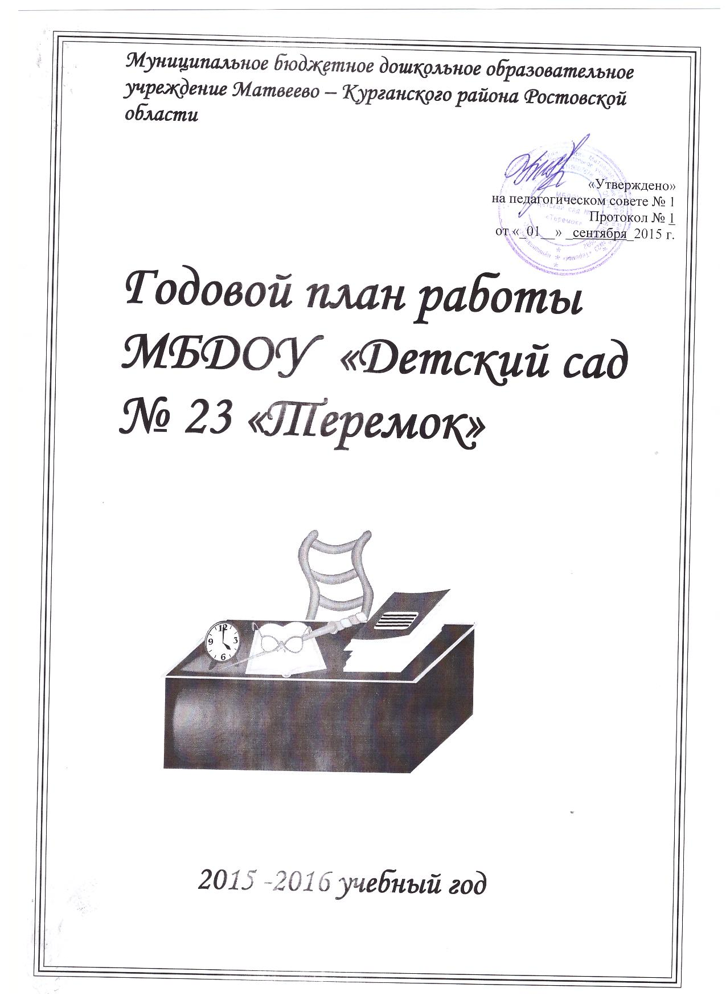 Муниципальное бюджетное дошкольное образовательное
учреждение Матвеево – Курганского района Ростовской
области
«Утверждено»
на педагогическом совете № 1
Протокол № 1
от «_01__» _сентября_2015 г.
«Теремок»
Годовой план работы
МБДОУ «Детский сад
№ 23 «Теремок»
12
9 3
6
2015 -2016 учебный год